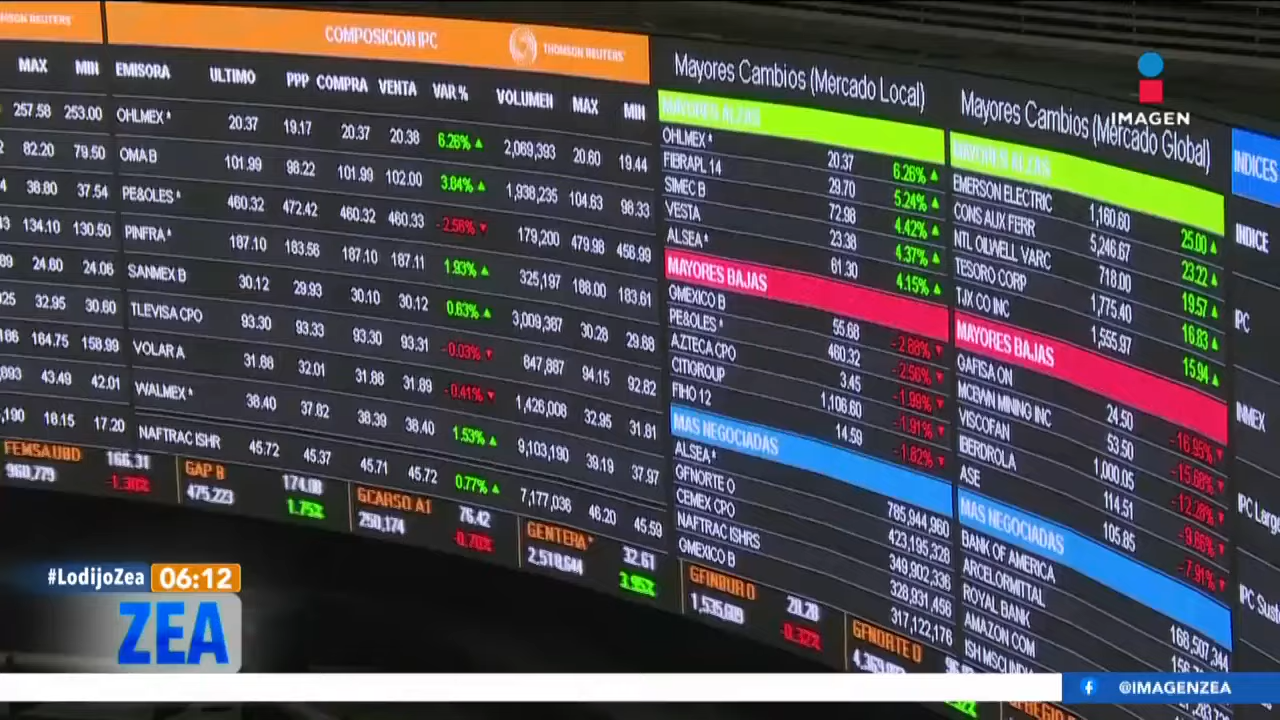 THOMSON REUTERS
COMPOSICION IPC
THOMSON REUTERS
MAX MIN EMISORA ULTIMO PPP COMPRA VENTA VAR % VOLUMEN MAX MIN
257.58 253.00 OHLMEX * 20.37 19.17 20.37 20.38 6.26% ▲ 2,069,393 20.60 19.44
82.20 79.50 OMA B 101.99 98.22 101.99 102.00 3.84% ▲ 1,938,235 104.63 98.33
38.80 37.54 PE&OLES * 460.32 472.42 460.32 460.33 -2.56% ▼ 179,200 479.98 458.99
134.10 130.50 PINFRA * 187.10 183.56 187.10 187.11 1.93% ▲ 325,197 188.00 183.61
24.60 24.06 SANMEX B 30.12 29.93 30.10 30.12 0.63% ▲ 3,009,387 30.28 29.68
32.95 30.60 TLEVISA CPO 93.30 93.33 93.30 93.31 -0.03% ▼ 847,887 94.15 92.82
164.75 158.99 VOLAR A 31.88 32.01 31.88 31.89 -0.41% ▼ 1,426,008 32.95 31.81
43.49 42.01 WALMEX * 38.40 37.82 38.39 38.40 1.53% ▲ 9,103,190 39.19 37.97
18.15 17.20 NAFTRAC ISHR 45.72 45.37 45.71 45.72 0.77% ▲ 7,177,036 46.20 45.59
Mayores Cambios (Mercado Local)
MAYORES ALZAS
OHLMEX * 20.37 6.26% ▲
FIBRAPL 14 29.70 5.24% ▲
SIMEC B 72.98 4.42% ▲
VESTA 23.38 4.37% ▲
ALSEA * 61.30 4.15% ▲
MAYORES BAJAS
GMEXICO B 55.68 -2.88% ▼
PE&OLES * 460.32 -2.56% ▼
AZTECA CPO 3.45 -1.99% ▼
CITIGROUP 1,106.60 -1.91% ▼
FIHO 12 14.59 -1.82% ▼
MAS NEGOCIADAS
ALSEA * 785,944,960
GFNORTE O 423,195,328
CEMEX CPO 349,902,336
NAFTRAC ISHRS 328,931,456
GMEXICO B 317,122,176
Mayores Cambios (Mercado Global)
MAYORES ALZAS
EMERSON ELECTRIC 1,160.60 25.00 ▲
CONS AUX FERR 5,246.67 23.22 ▲
NTL OILWELL VARC 718.00 19.57 ▲
TESORO CORP 1,775.40 16.83 ▲
TJX CO INC 1,555.97 15.94 ▲
MAYORES BAJAS
GAFISA ON 24.50 -16.95% ▼
MCEWN MINING INC 53.50 -15.68% ▼
VISCOFAN 1,000.05 -12.28% ▼
IBERDROLA 114.51 -9.66% ▼
ASE 105.85 -7.91% ▼
MAS NEGOCIADAS
BANK OF AMERICA 168,507,344
ARCELORMITTAL
ROYAL BANK
AMAZON COM
ISH MSCI INDIA
INDICES
INDICE
IPC
INMEX
IPC Larg
IPC Sust
FEMSA UBD 166.31
960,779 -1.30%
GAP B 174.00
475,223 1.75%
GCARSO A1 76.42
250,174 -0.70%
GENTERA * 32.61
2,518,644 3.95%
GFINBUR O 28.20
1,535,609 -0.32%
GFNORTE O
IMAGEN
#LodijoZea 06:12
ZEA
@IMAGENZEA